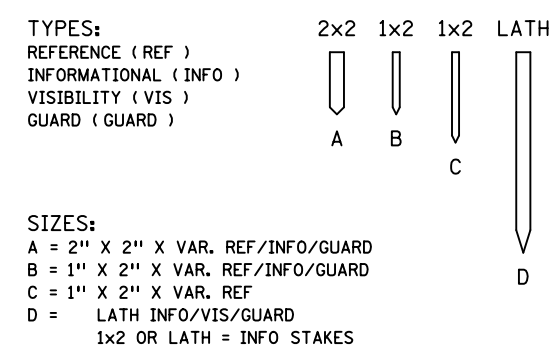 TYPES:
REFERENCE ( REF )
INFORMATIONAL ( INFO )
VISIBILITY ( VIS )
GUARD ( GUARD )
2x2 1x2 1x2 LATH
A
B
C
D
SIZES:
A = 2" X 2" X VAR. REF/INFO/GUARD
B = 1" X 2" X VAR. REF/INFO/GUARD
C = 1" X 2" X VAR. REF
D = LATH INFO/VIS/GUARD
1x2 OR LATH = INFO STAKES